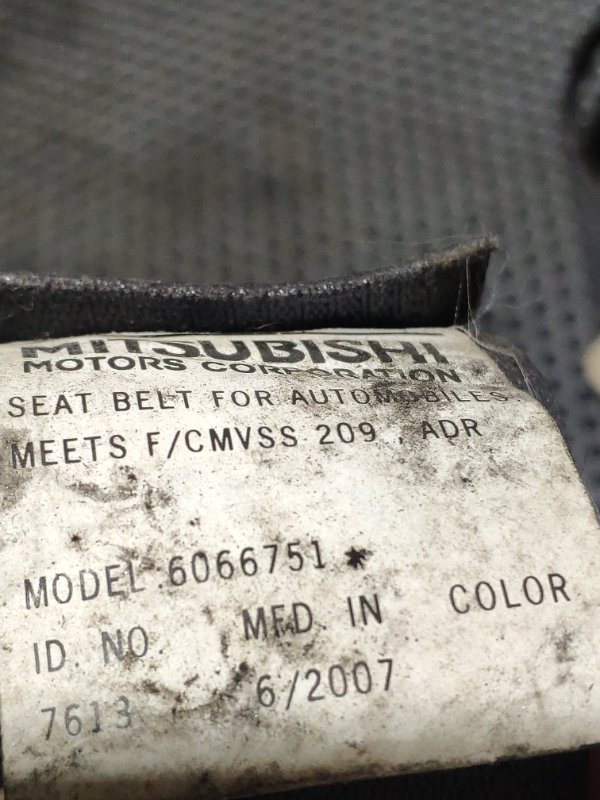 MITSUBISHI
MOTORS CORPORATION
SEAT BELT FOR AUTOMOBILES
MEETS F/CMVSS 209 , ADR
MODEL 6066751 *
ID. NO. MFD. IN COLOR
7613 6/2007